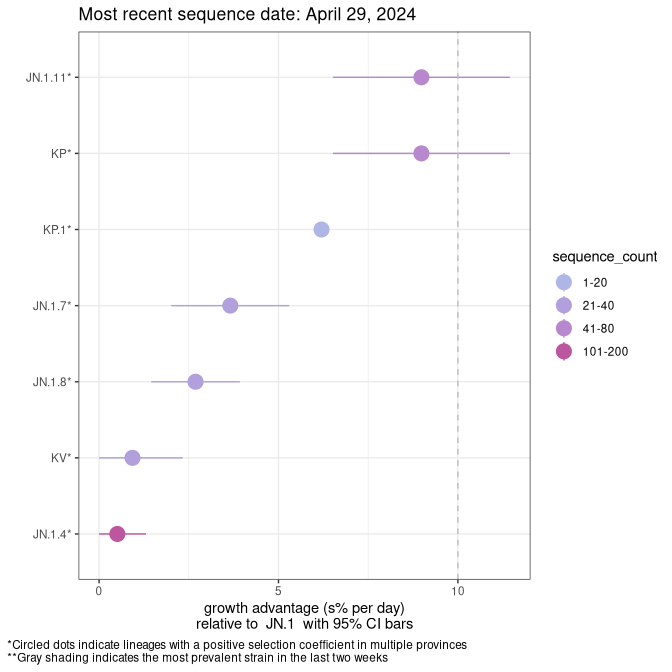 Most recent sequence date: April 29, 2024
JN.1.11*
KP*
KP.1*
JN.1.7*
JN.1.8*
KV*
JN.1.4*
0
5
10
growth advantage (s% per day)
relative to JN.1 with 95% CI bars
sequence_count
1-20
21-40
41-80
101-200
*Circled dots indicate lineages with a positive selection coefficient in multiple provinces
**Gray shading indicates the most prevalent strain in the last two weeks